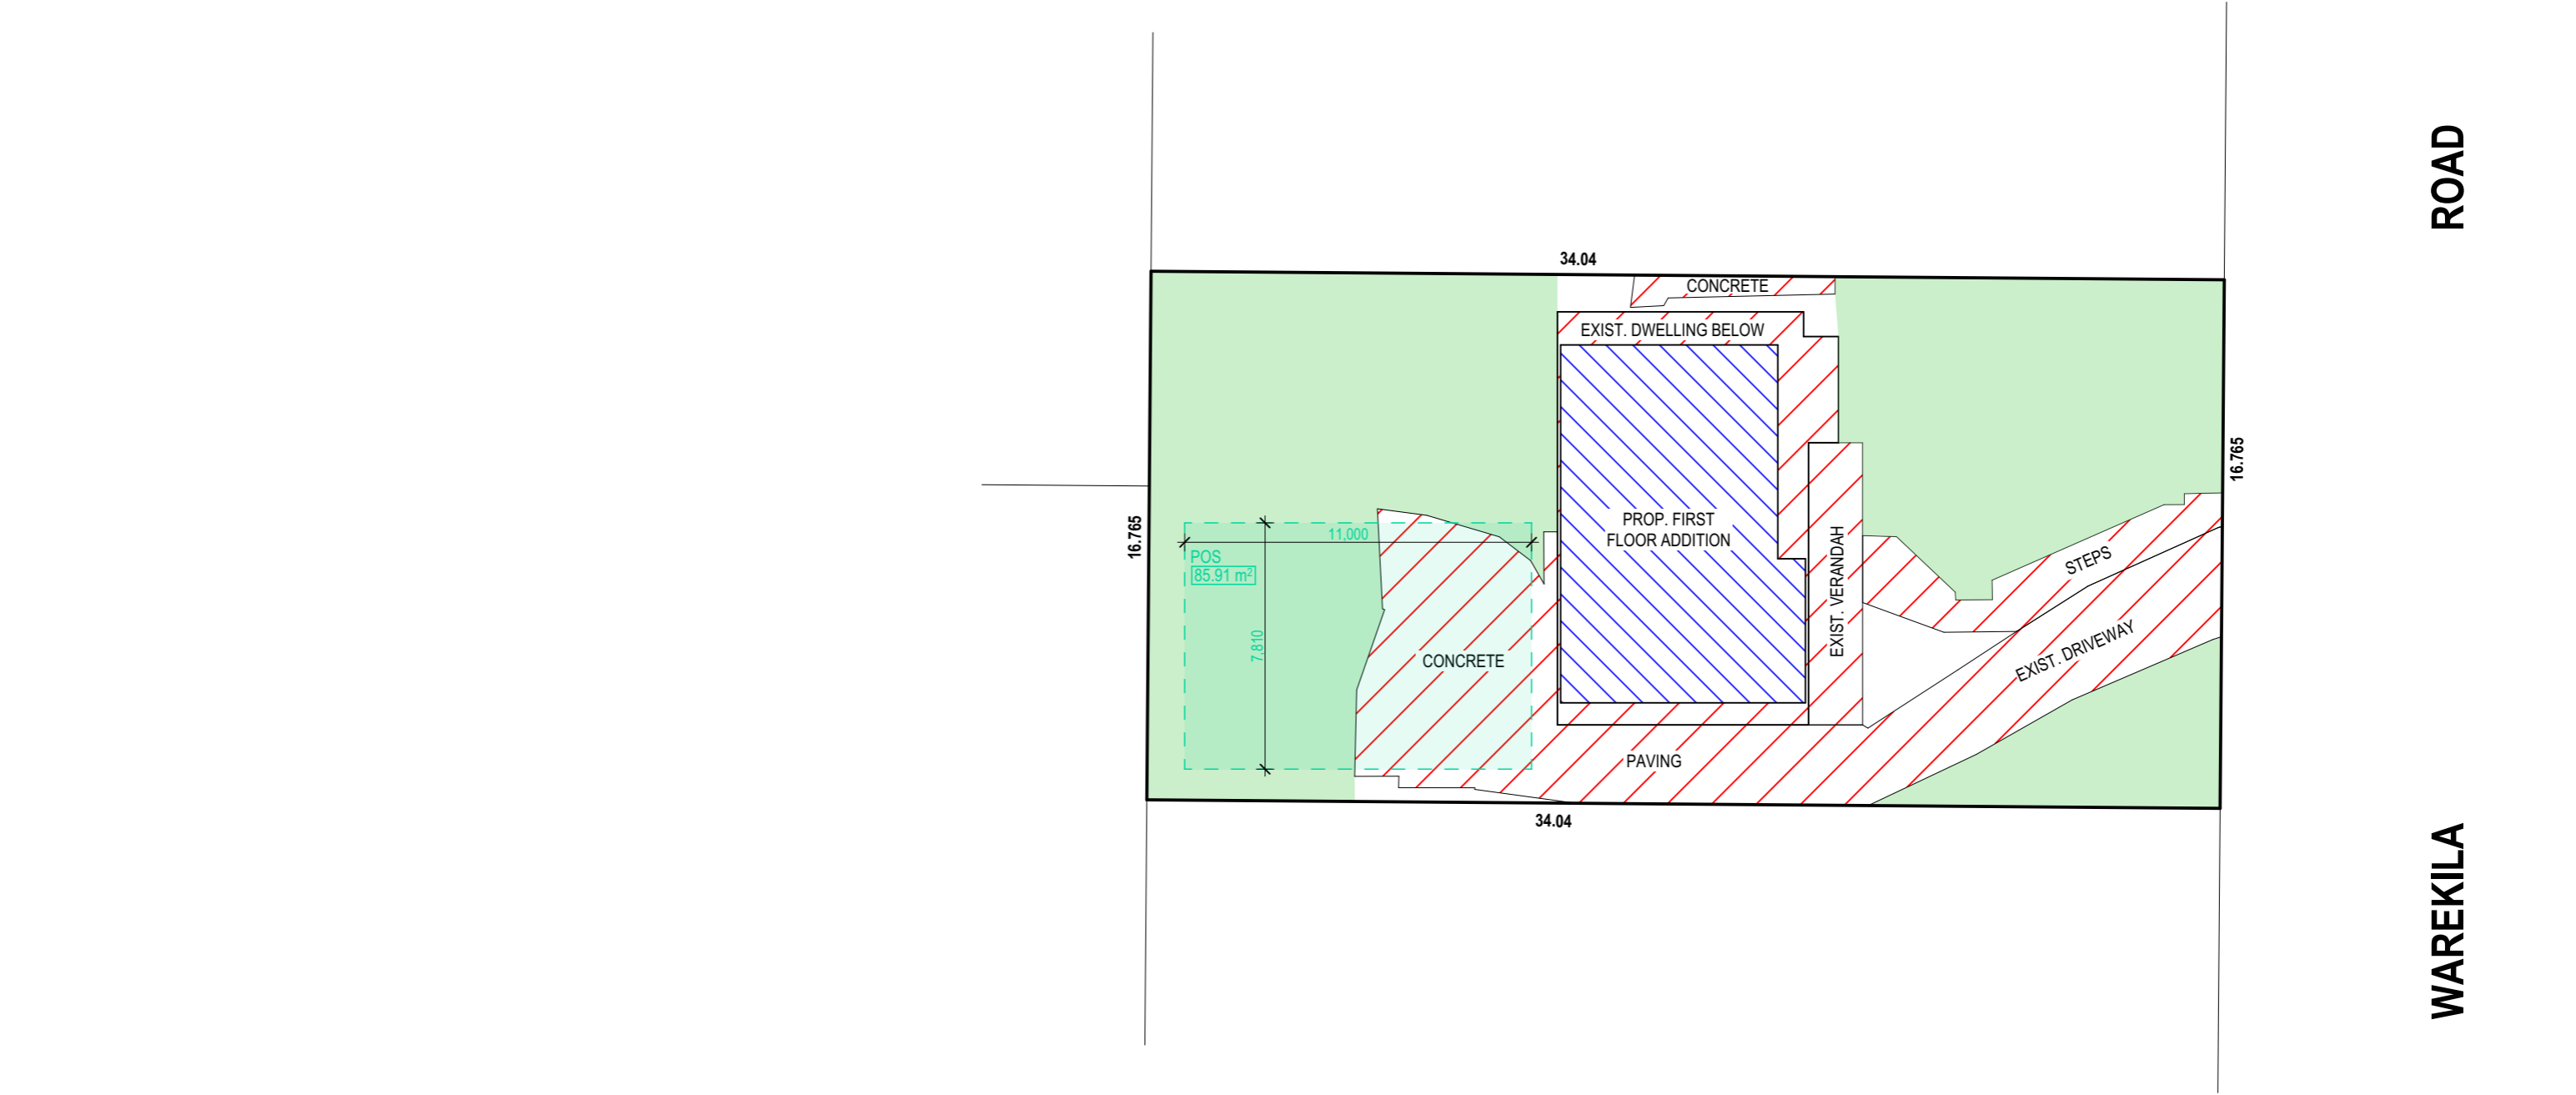 ROAD
34.04
CONCRETE
EXIST. DWELLING BELOW
16.765
16.765
11,000
POS
85.91 m²
PROP. FIRST
FLOOR ADDITION
EXIST. VERANDAH
STEPS
7,810
CONCRETE
EXIST. DRIVEWAY
PAVING
34.04
WAREKILA